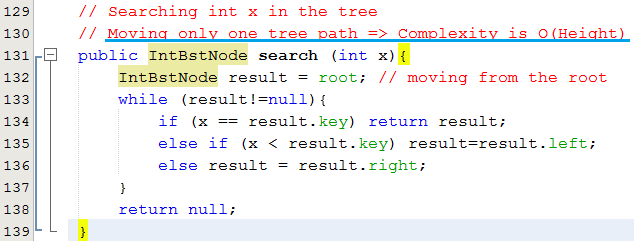 129 // Searching int x in the tree
130 // Moving only one tree path => Complexity is O(Height)
131 public IntBstNode search (int x){
132 IntBstNode result = root; // moving from the root
133 while (result!=null){
134 if (x == result.key) return result;
135 else if (x < result.key) result=result.left;
136 else result = result.right;
137 }
138 return null;
139 }